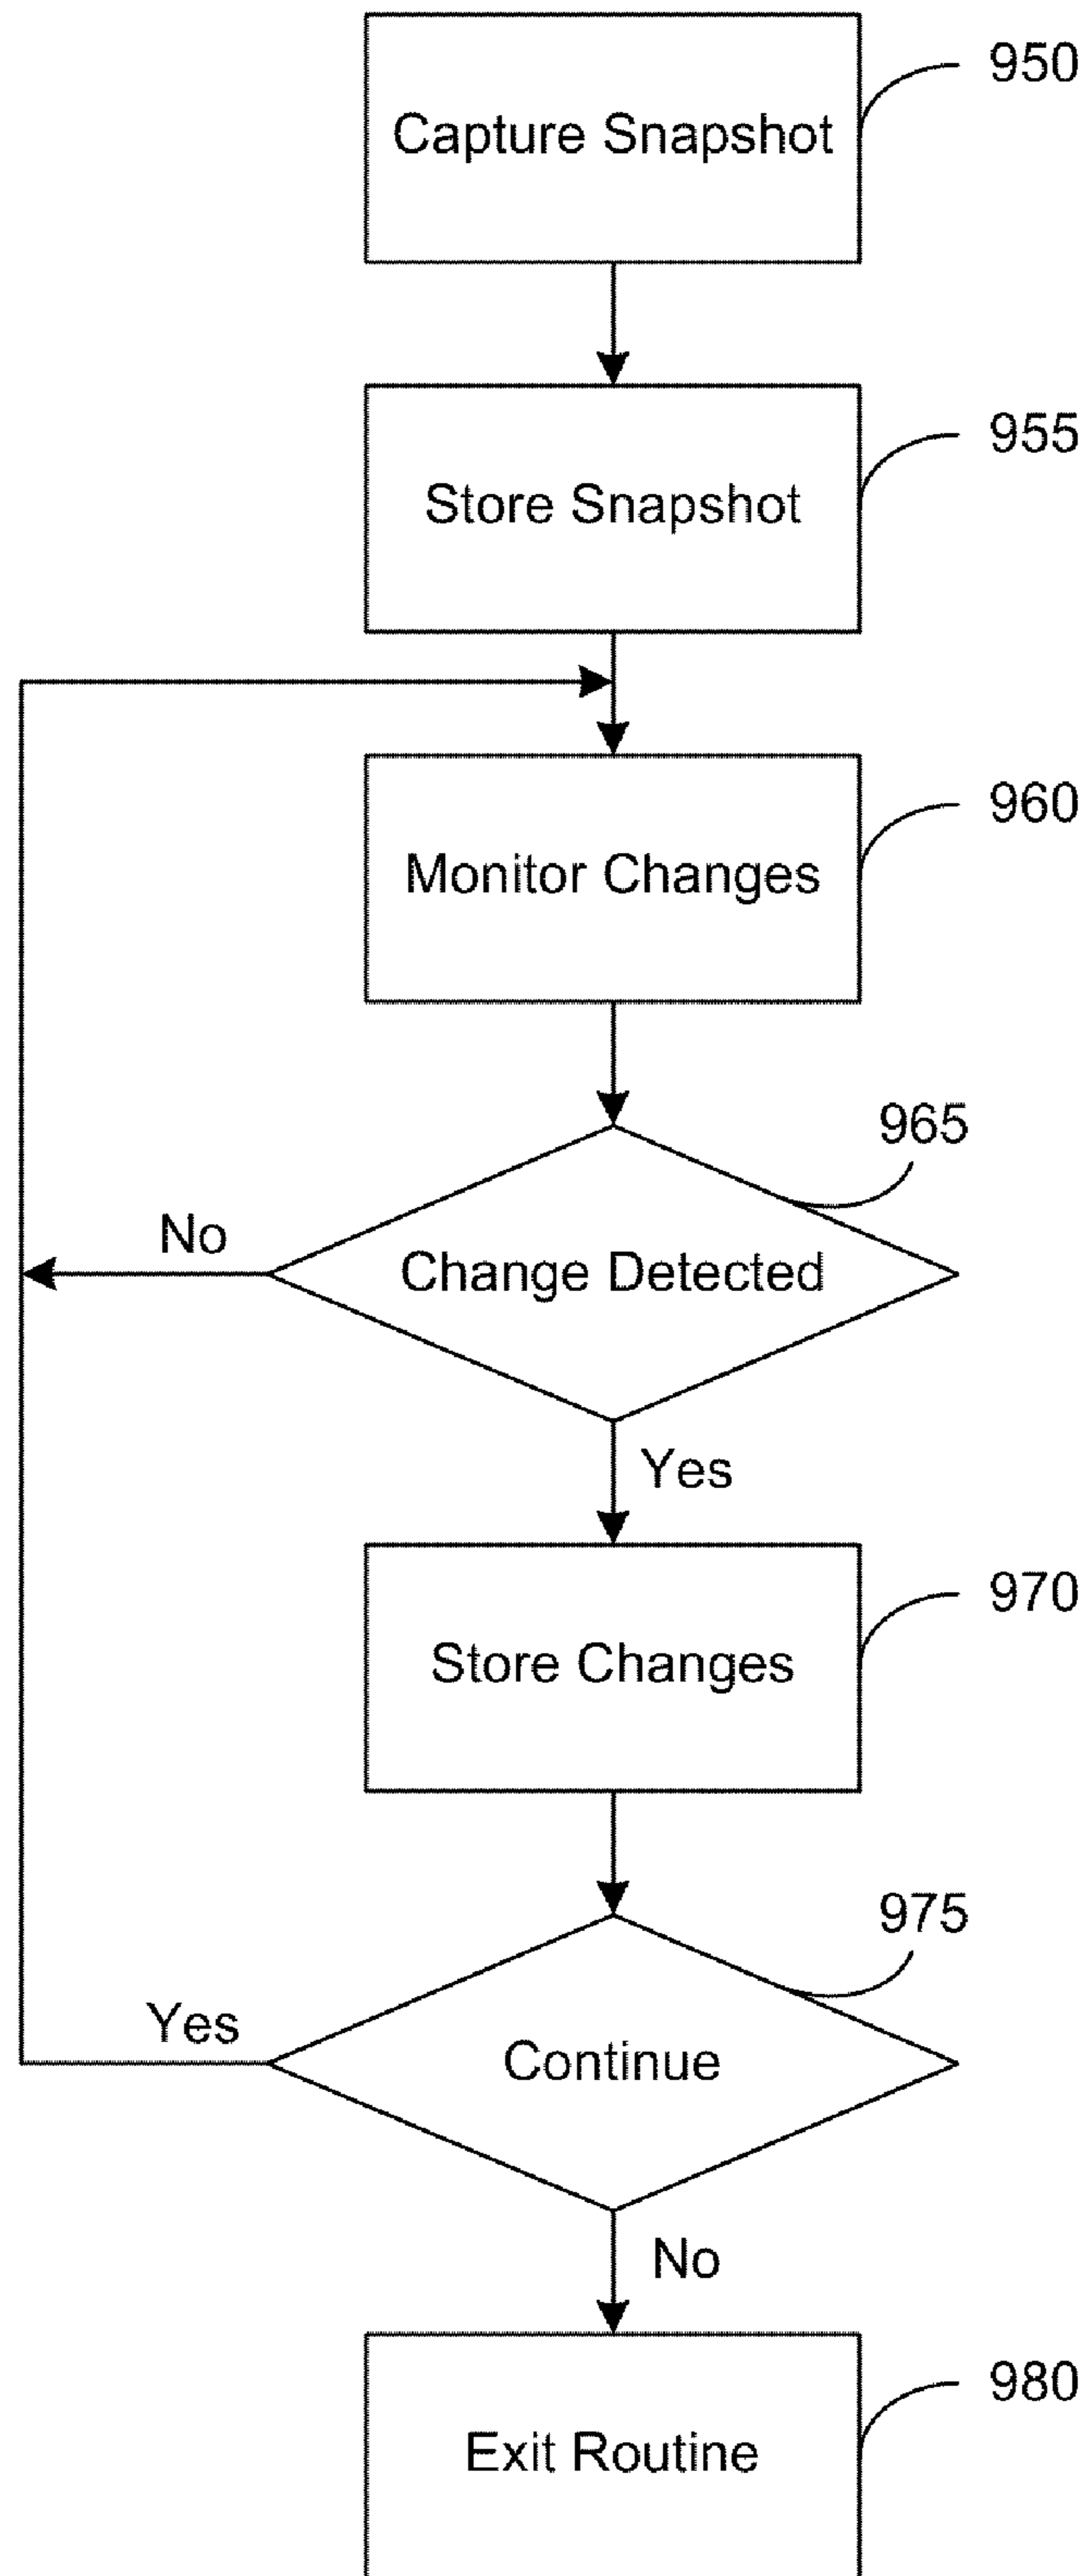 950
Capture Snapshot
955
Store Snapshot
960
Monitor Changes
965
No
Change Detected
Yes
970
Store Changes
975
Yes
Continue
No
980
Exit Routine